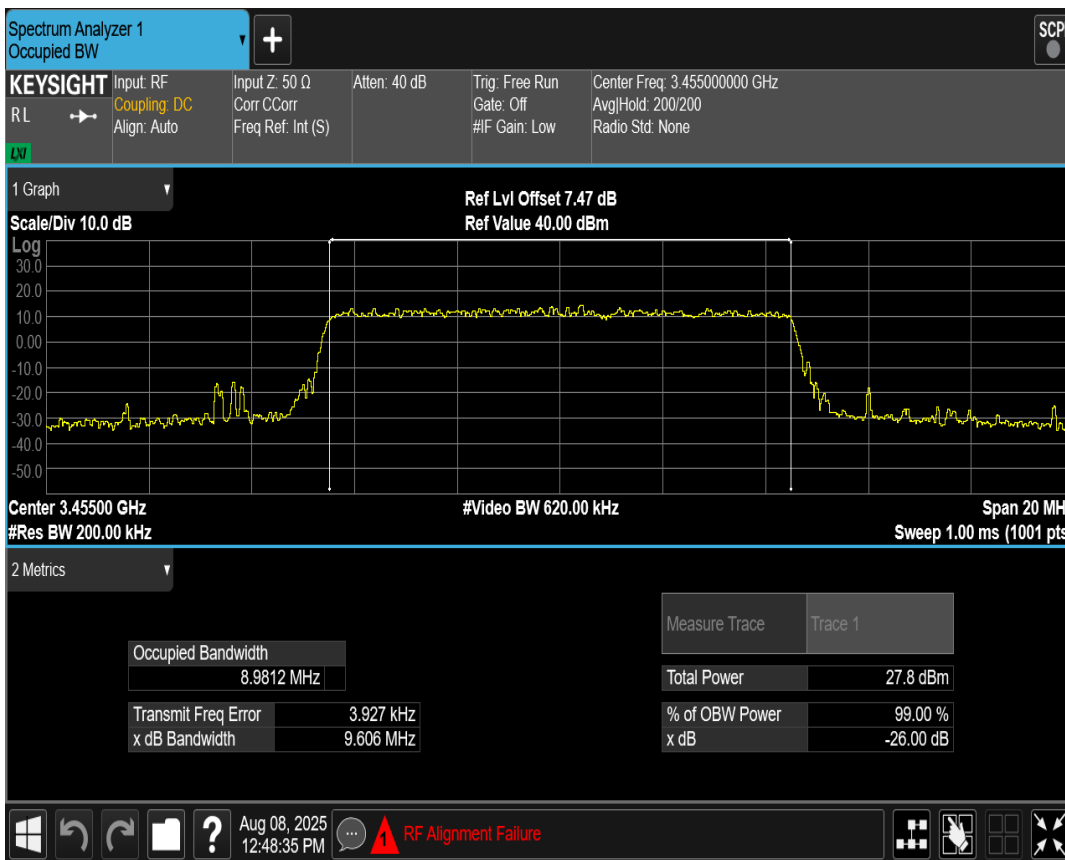 Spectrum Analyzer 1
Occupied BW
+
SCP
KEYSIGHT
RL
LXI
Input: RF
Coupling: DC
Align: Auto
Input Z: 50 Ω
Corr CCorr
Freq Ref: Int (S)
Atten: 40 dB
Trig: Free Run
Gate: Off
#IF Gain: Low
Center Freq: 3.455000000 GHz
Avg|Hold: 200/200
Radio Std: None
1 Graph
Scale/Div 10.0 dB
Ref Lvl Offset 7.47 dB
Ref Value 40.00 dBm
Log
30.0
20.0
10.0
0.00
-10.0
-20.0
-30.0
-40.0
-50.0
Center 3.45500 GHz
#Video BW 620.00 kHz
Span 20 MH
#Res BW 200.00 kHz
Sweep 1.00 ms (1001 pts
2 Metrics
Measure Trace Trace 1
Occupied Bandwidth
8.9812 MHz
Total Power 27.8 dBm
Transmit Freq Error 3.927 kHz
% of OBW Power 99.00 %
x dB Bandwidth 9.606 MHz
x dB -26.00 dB
?
Aug 08, 2025
12:48:35 PM
1
RF Alignment Failure